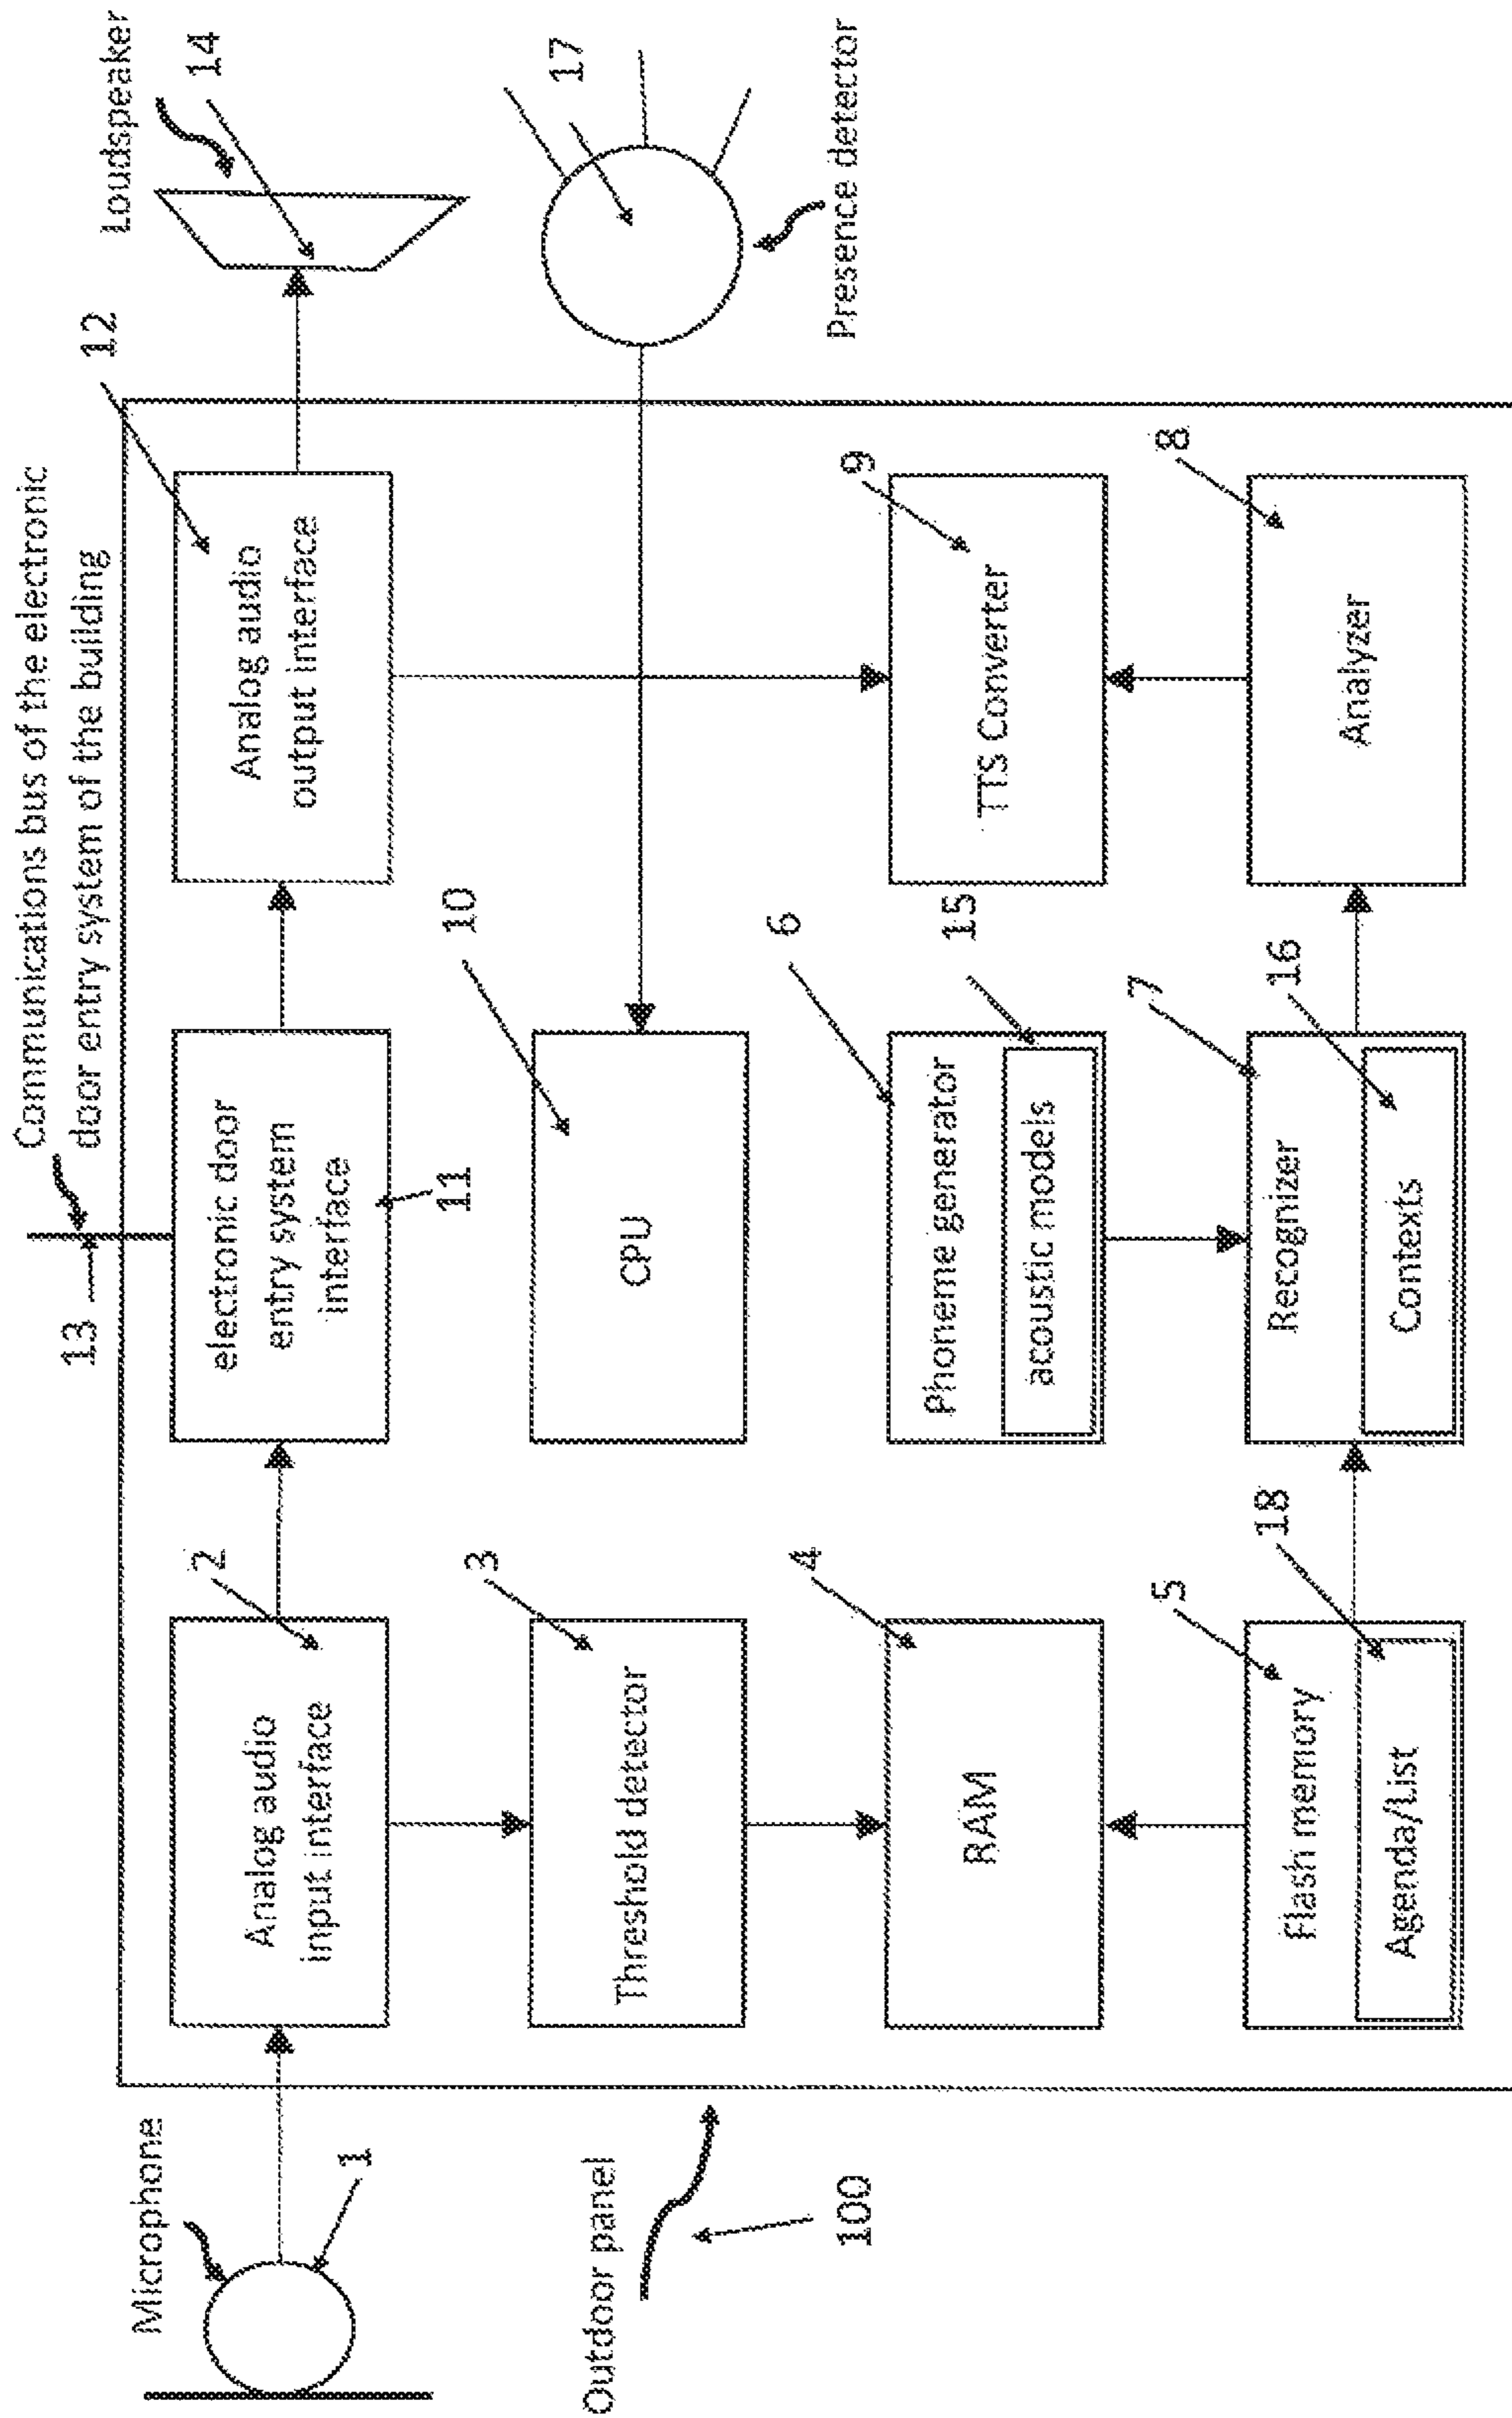 Communications bus of the electronic
door entry system of the building
13
Microphone
1
Outdoor panel
100
Analog audio
input interface
2
electronic door
entry system
interface
11
Analog audio
output interface
12
Loudspeaker
14
Threshold detector
3
CPU
10
17
Presence detector
RAM
4
Phoneme generator
6
acoustic models
15
TTS Converter
9
Flash memory
5
Agenda/List
18
Recognizer
7
Contexts
16
Analyzer
8